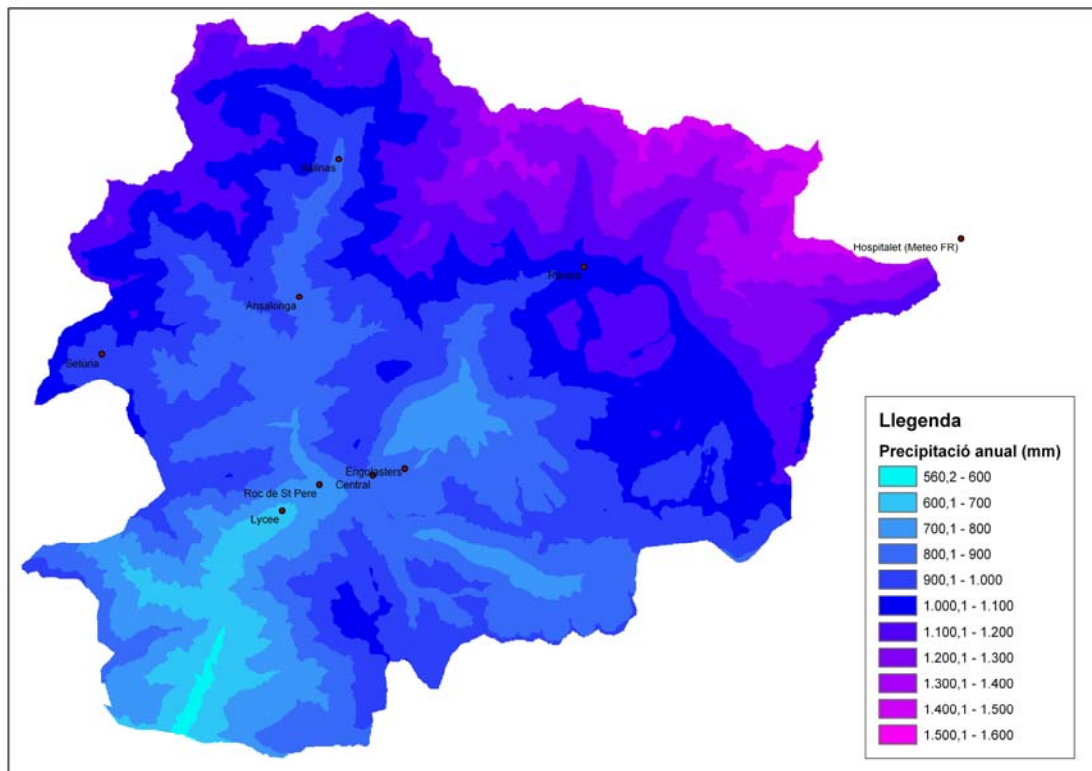 Salinas
Hospitalet (Meteo FR)
Ransol
Ansalonga
Setúria
Engolasters
Central
Roc de St Pere
Lycee
Llegenda
Precipitació anual (mm)
560,2 - 600
600,1 - 700
700,1 - 800
800,1 - 900
900,1 - 1.000
1.000,1 - 1.100
1.100,1 - 1.200
1.200,1 - 1.300
1.300,1 - 1.400
1.400,1 - 1.500
1.500,1 - 1.600